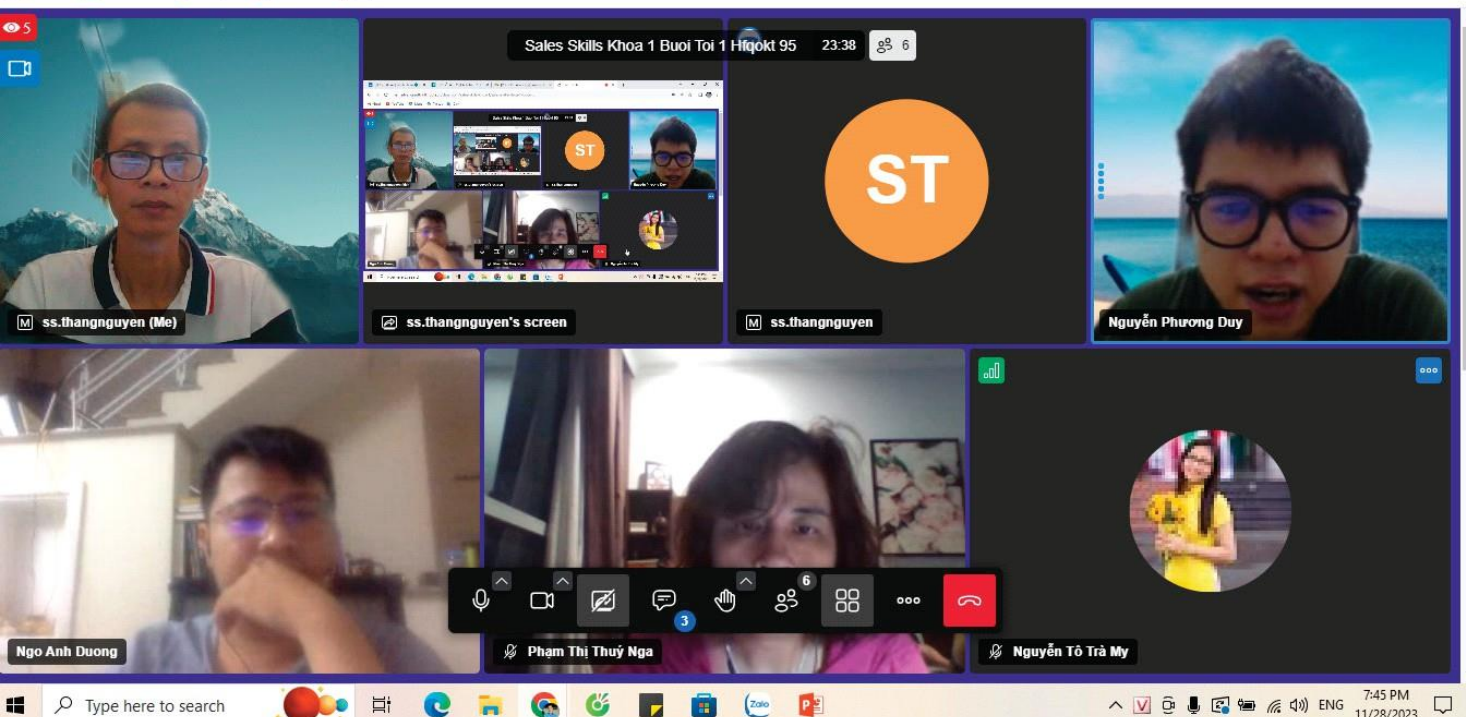 5
Sales Skills Khoa 1 Buoi Toi 1 Hfqokt 95 23:38 6
ST
M ss.thangnguyen (Me)
ss.thangnguyen's screen
M ss.thangnguyen
Nguyễn Phương Duy
ST
6
3
Ngo Anh Duong
Phạm Thị Thuý Nga
Nguyễn Tô Trà My
Type here to search
Zalo
V
ENG
7:45 PM
11/28/2023